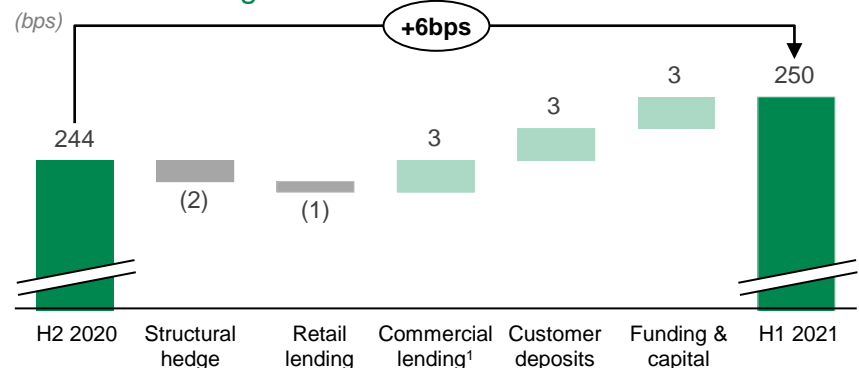 (bps)
+6bps
244
(2)
(1)
3
3
3
250
H2 2020
Structural
hedge
Retail
lending
Commercial
lending¹
Customer
deposits
Funding &
capital
H1 2021